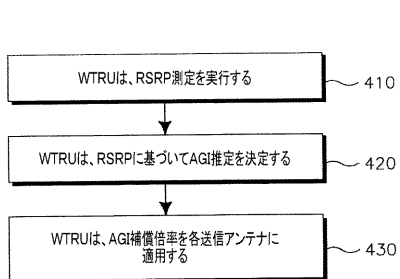 WTRUは、RSRP測定を実行する
410
WTRUは、RSRPに基づいてAGI推定を決定する
420
WTRUは、AGI補償倍率を各送信アンテナに
適用する
430